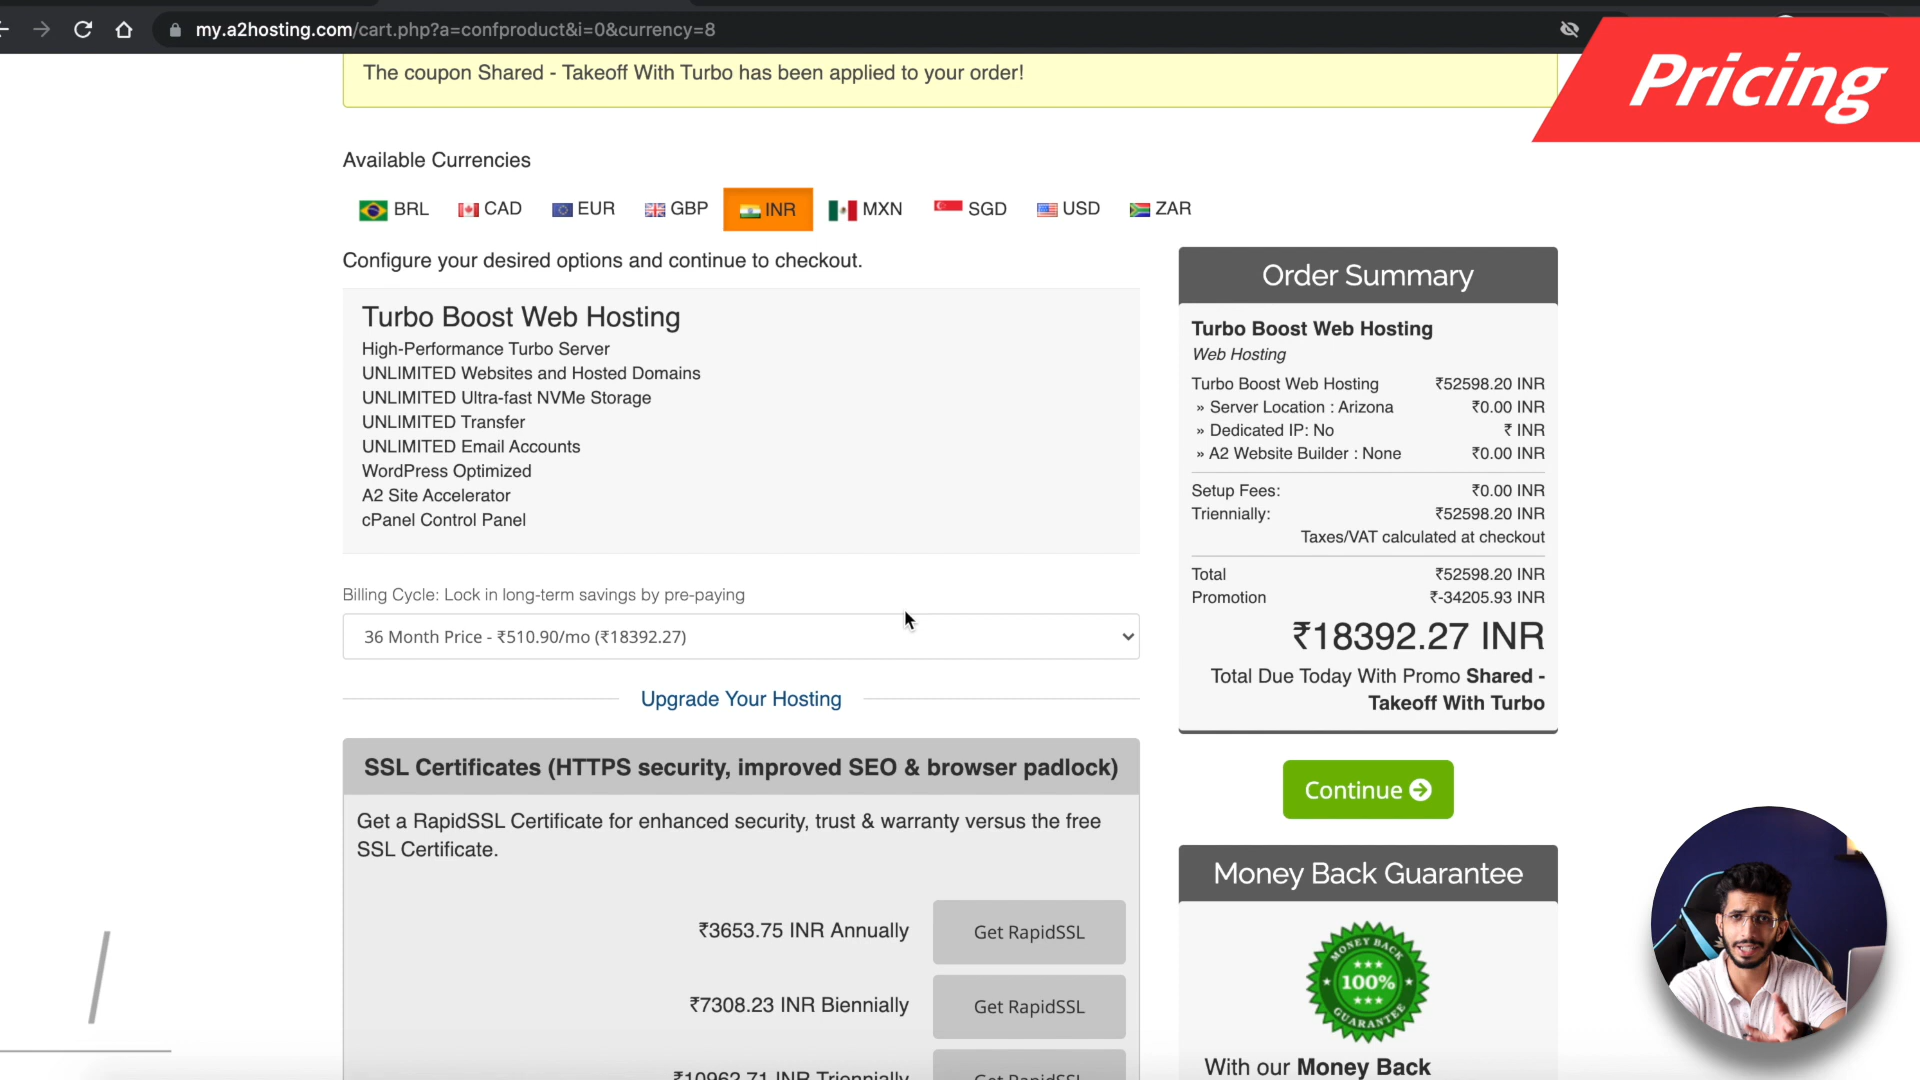 my.a2hosting.com/cart.php?a=confproduct&i=0&currency=8
Pricing
The coupon Shared - Takeoff With Turbo has been applied to your order!
Available Currencies
BRL CAD EUR GBP INR MXN SGD USD ZAR
Configure your desired options and continue to checkout.
Turbo Boost Web Hosting
High-Performance Turbo Server
UNLIMITED Websites and Hosted Domains
UNLIMITED Ultra-fast NVMe Storage
UNLIMITED Transfer
UNLIMITED Email Accounts
WordPress Optimized
A2 Site Accelerator
cPanel Control Panel
Billing Cycle: Lock in long-term savings by pre-paying
36 Month Price - ₹510.90/mo (₹18392.27)
Upgrade Your Hosting
SSL Certificates (HTTPS security, improved SEO & browser padlock)
Get a RapidSSL Certificate for enhanced security, trust & warranty versus the free
SSL Certificate.
₹3653.75 INR Annually Get RapidSSL
₹7308.23 INR Biennially Get RapidSSL
₹10962.71 INR Triennially Get RapidSSL
Order Summary
Turbo Boost Web Hosting
Web Hosting
Turbo Boost Web Hosting ₹52598.20 INR
» Server Location : Arizona ₹0.00 INR
» Dedicated IP: No ₹ INR
» A2 Website Builder : None ₹0.00 INR
Setup Fees: ₹0.00 INR
Triennially: ₹52598.20 INR
Taxes/VAT calculated at checkout
Total ₹52598.20 INR
Promotion ₹-34205.93 INR
₹18392.27 INR
Total Due Today With Promo Shared -
Takeoff With Turbo
Continue
Money Back Guarantee
MONEY BACK
100%
GUARANTEE
With our Money Back